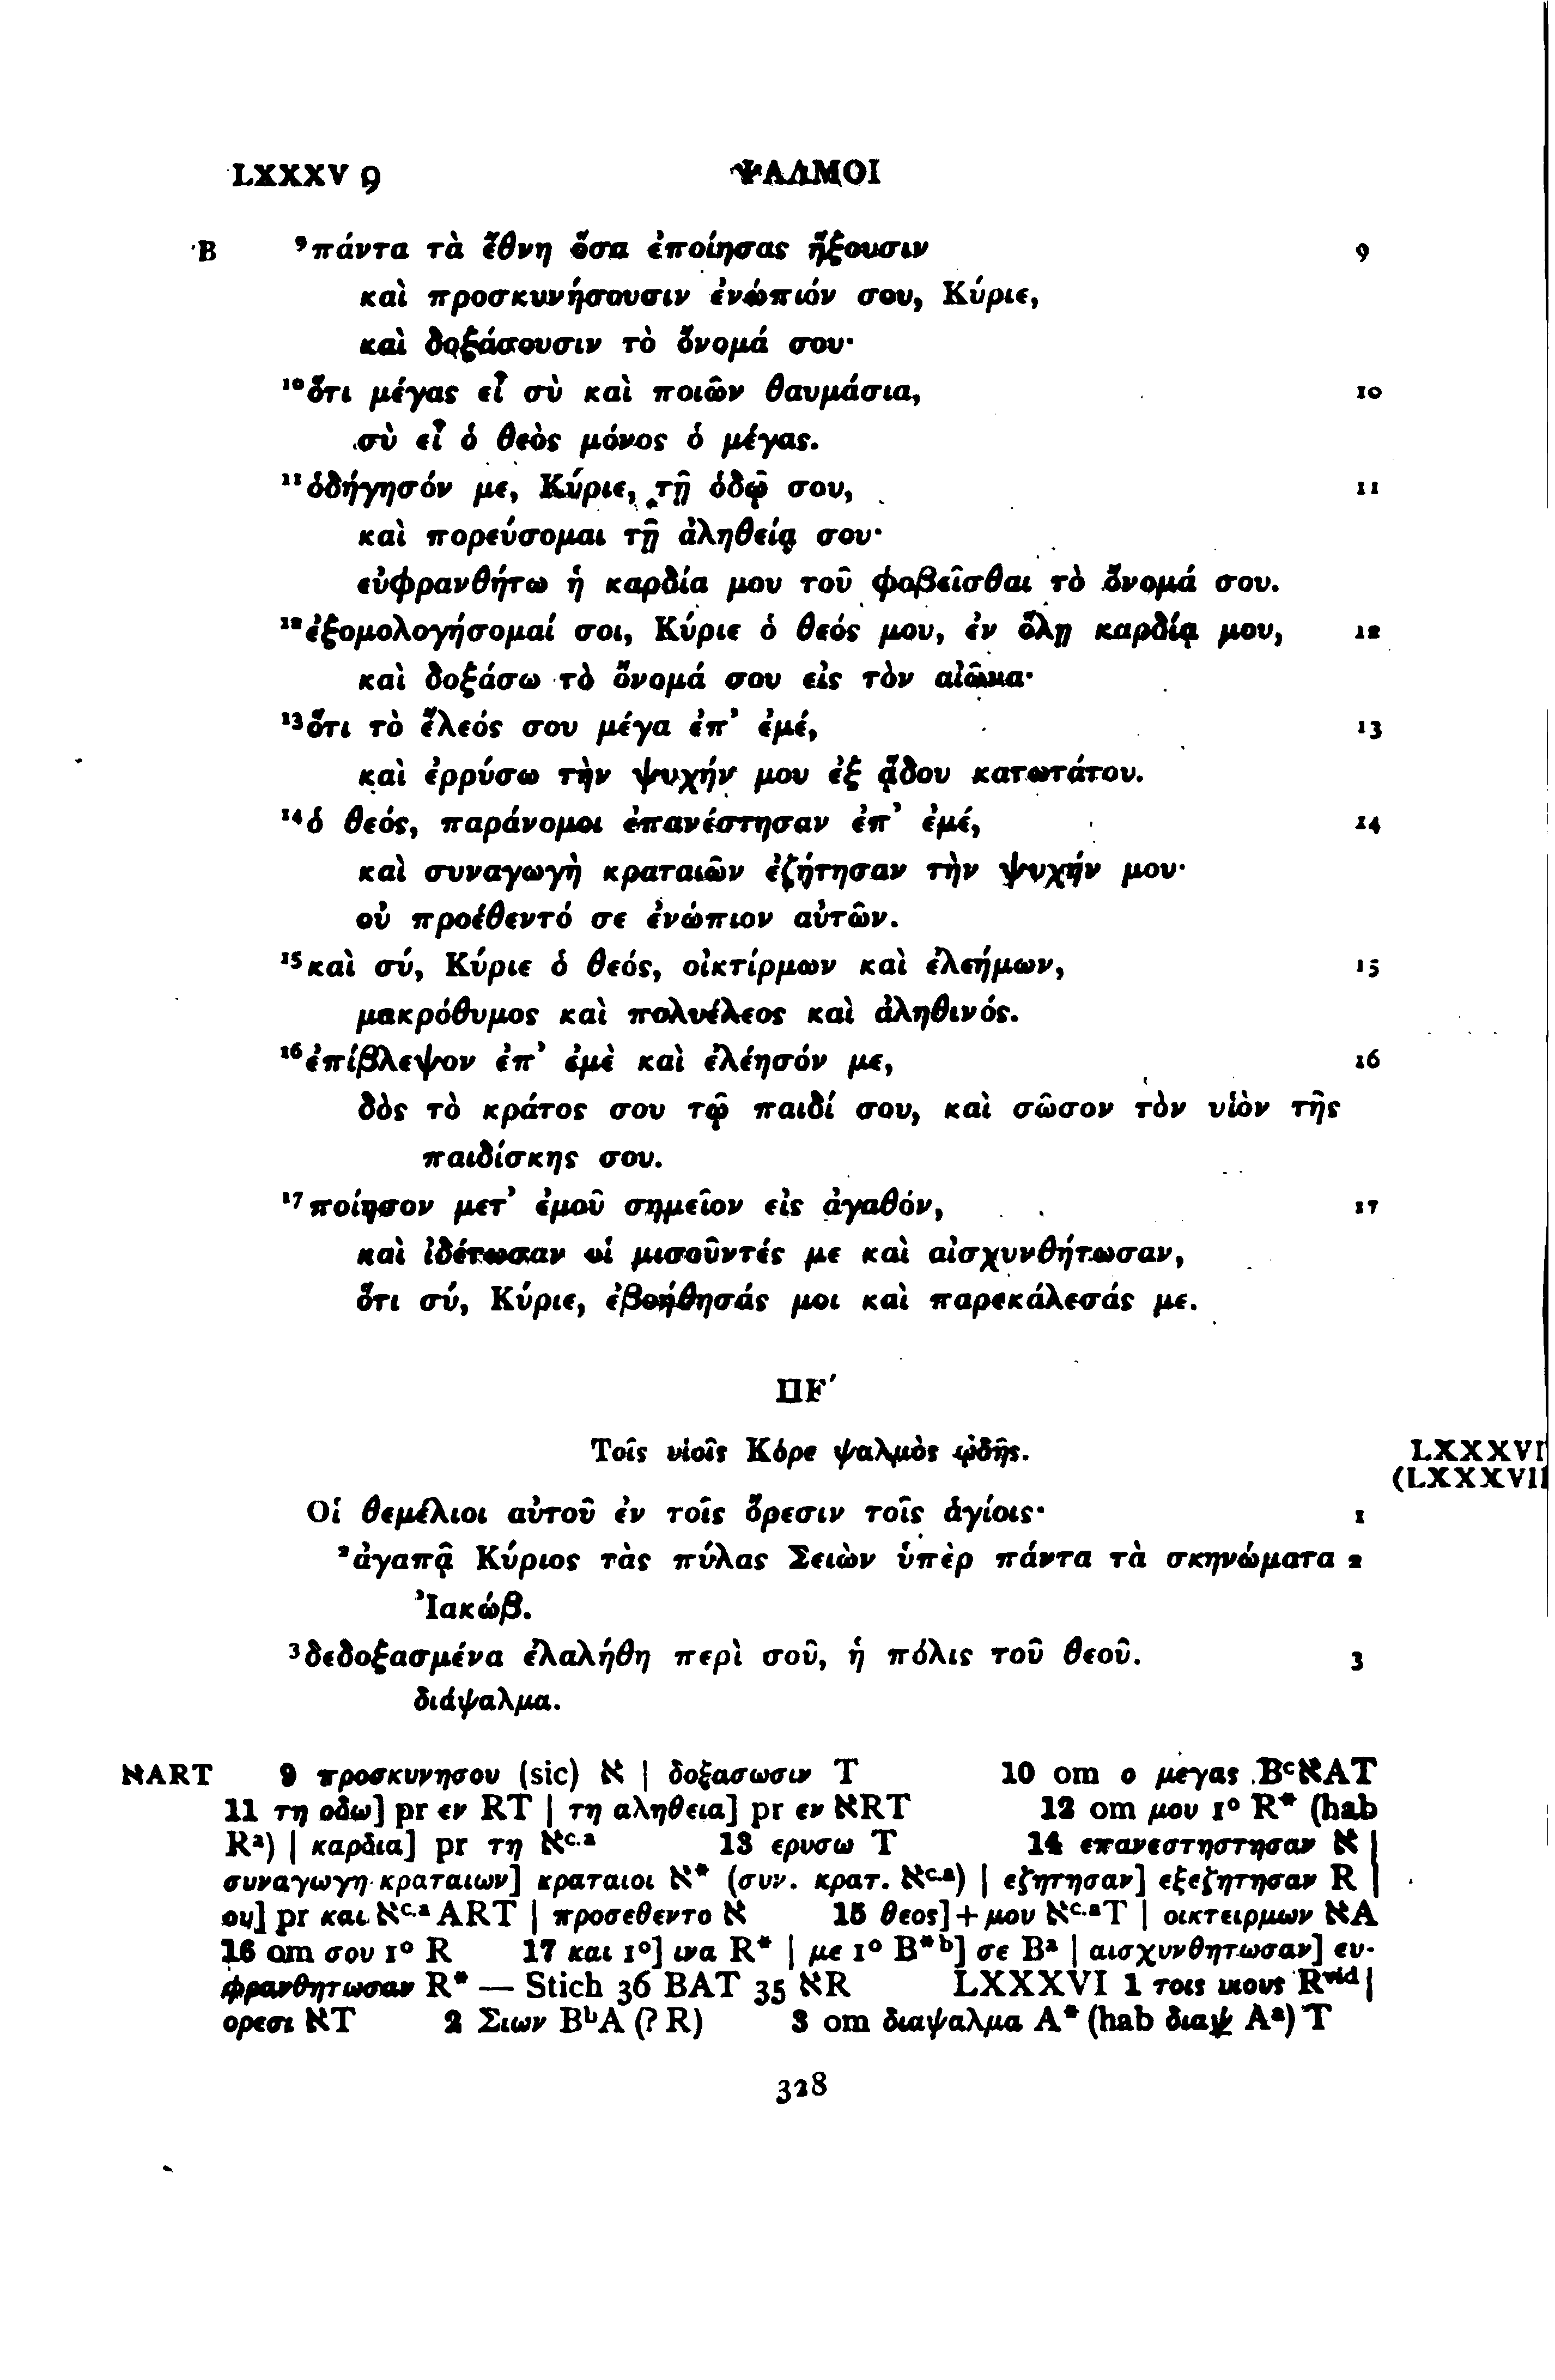 LXXXV 9 ΨΑΛΜΟΙ
B ⁹πάντα τὰ ἔθνη ὅσα ἐποίησας ἥξουσιν 9
καὶ προσκυνήσουσιν ἐνώπιόν σου, Κύριε,
καὶ δοξάσουσιν τὸ ὄνομά σου·
¹⁰ὅτι μέγας εἶ σὺ καὶ ποιῶν θαυμάσια, 10
σὺ εἶ ὁ θεὸς μόνος ὁ μέγας.
¹¹ὁδήγησόν με, Κύριε, τῇ ὁδῷ σου, 11
καὶ πορεύσομαι τῇ ἀληθείᾳ σου·
εὐφρανθήτω ἡ καρδία μου τοῦ φοβεῖσθαι τὸ ὄνομά σου.
¹²ἐξομολογήσομαί σοι, Κύριε ὁ θεός μου, ἐν ὅλῃ καρδίᾳ μου, 12
καὶ δοξάσω τὸ ὄνομά σου εἰς τὸν αἰῶνα·
¹³ὅτι τὸ ἔλεός σου μέγα ἐπ’ ἐμέ, 13
καὶ ἐρρύσω τὴν ψυχήν μου ἐξ ᾅδου κατωτάτου.
¹⁴ὁ θεός, παράνομοι ἐπανέστησαν ἐπ’ ἐμέ, 14
καὶ συναγωγὴ κραταιῶν ἐζήτησαν τὴν ψυχήν μου·
οὐ προέθεντό σε ἐνώπιον αὐτῶν.
¹⁵καὶ σύ, Κύριε ὁ θεός, οἰκτίρμων καὶ ἐλεήμων, 15
μακρόθυμος καὶ πολυέλεος καὶ ἀληθινός.
¹⁶ἐπίβλεψον ἐπ’ ἐμὲ καὶ ἐλέησόν με, 16
δὸς τὸ κράτος σου τῷ παιδί σου, καὶ σῶσον τὸν υἱὸν τῆς
παιδίσκης σου.
¹⁷ποίησον μετ’ ἐμοῦ σημεῖον εἰς ἀγαθόν, 17
καὶ ἰδέτωσαν οἱ μισοῦντές με καὶ αἰσχυνθήτωσαν,
ὅτι σύ, Κύριε, ἐβοήθησάς μοι καὶ παρεκάλεσάς με.
ΠϜ´
Τοῖς υἱοῖς Κόρε ψαλμὸς ᾠδῆς. LXXXVI
(LXXXVII
Οἱ θεμέλιοι αὐτοῦ ἐν τοῖς ὄρεσιν τοῖς ἁγίοις· 1
²ἀγαπᾷ Κύριος τὰς πύλας Σειὼν ὑπὲρ πάντα τὰ σκηνώματα 2
Ἰακώβ.
³δεδοξασμένα ἐλαλήθη περὶ σοῦ, ἡ πόλις τοῦ θεοῦ. 3
διάψαλμα.
ℵART 9 προσκυνησου (sic) ℵ | δοξασωσιν T 10 om ο μεγας BᶜℵAT
11 τη οδω] pr εν RT | τη αληθεια] pr εν ℵRT 12 om μου 1° R* (hab
Rᵃ) | καρδια] pr τη ℵᶜ·ᵃ 13 ερυσω T 14 επανεστηστησαν ℵ |
συναγωγη κραταιων] κραταιοι ℵ* (συν. κρατ. ℵᶜ·ᵃ) | εζητησαν] εξεζητησαν R |
ου] pr και ℵᶜ·ᵃ ART | προσεθεντο ℵ 15 θεος] + μου ℵᶜ·ᵃT | οικτειρμων ℵA
16 om σου 1° R 17 και 1°] ινα R* | με 1° B*ᵇ] σε Bᵃ | αισχυνθητωσαν] ευ-
φρανθητωσαν R* — Stich 36 BAT 35 ℵR LXXXVI 1 τοις υιους Rᵛⁱᵈ |
ορεσι ℵT 2 Σιων BᵇA (? R) 3 om διαψαλμα A* (hab διαψ Aᵃ) T
328